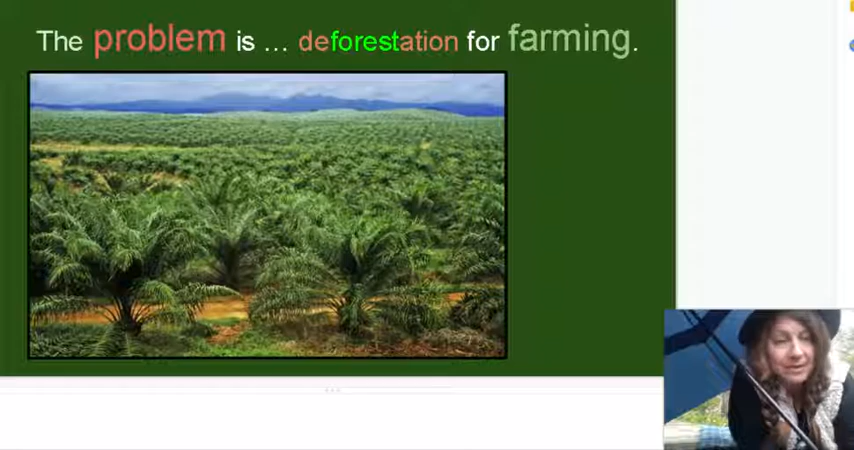 The problem is … deforestation for farming.